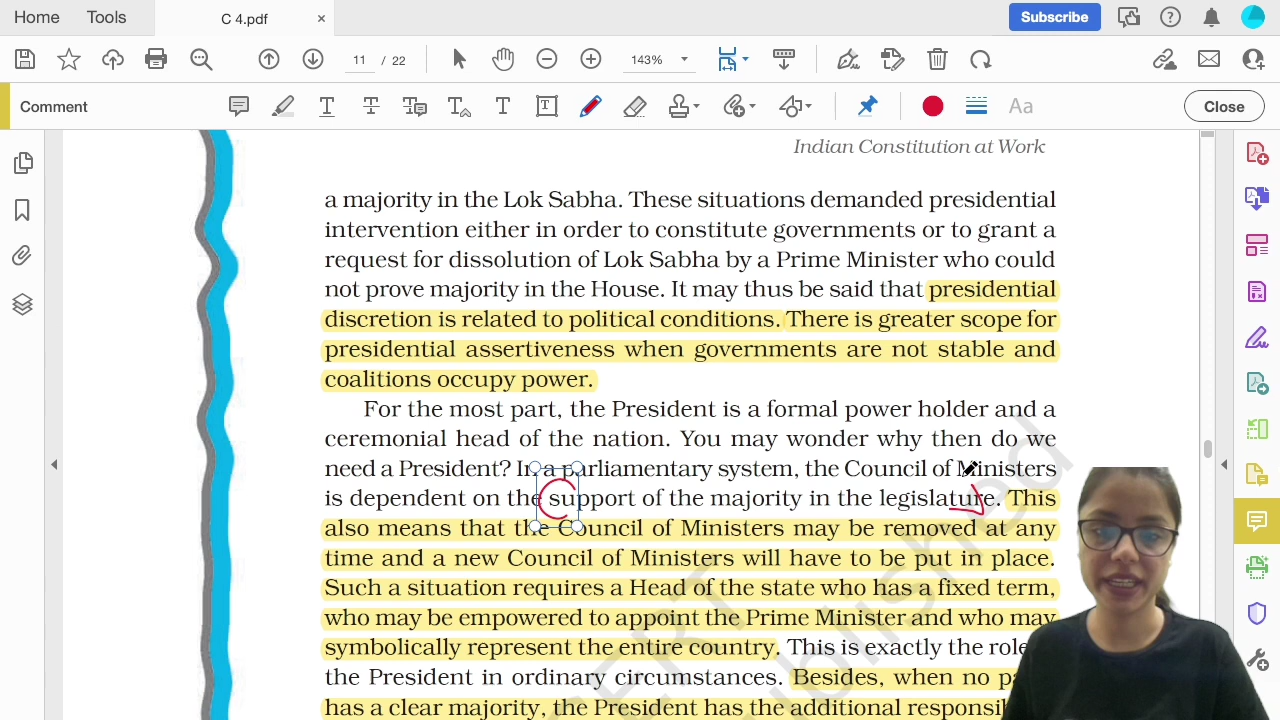 Home Tools C 4.pdf × Subscribe
11 / 22 143%
Comment Aa Close
Indian Constitution at Work
a majority in the Lok Sabha. These situations demanded presidential
intervention either in order to constitute governments or to grant a
request for dissolution of Lok Sabha by a Prime Minister who could
not prove majority in the House. It may thus be said that presidential
discretion is related to political conditions. There is greater scope for
presidential assertiveness when governments are not stable and
coalitions occupy power.
For the most part, the President is a formal power holder and a
ceremonial head of the nation. You may wonder why then do we
need a President? In a parliamentary system, the Council of Ministers
is dependent on the support of the majority in the legislature. This
also means that the Council of Ministers may be removed at any
time and a new Council of Ministers will have to be put in place.
Such a situation requires a Head of the state who has a fixed term,
who may be empowered to appoint the Prime Minister and who may
symbolically represent the entire country. This is exactly the role
the President in ordinary circumstances. Besides, when no
has a clear majority, the President has the additional